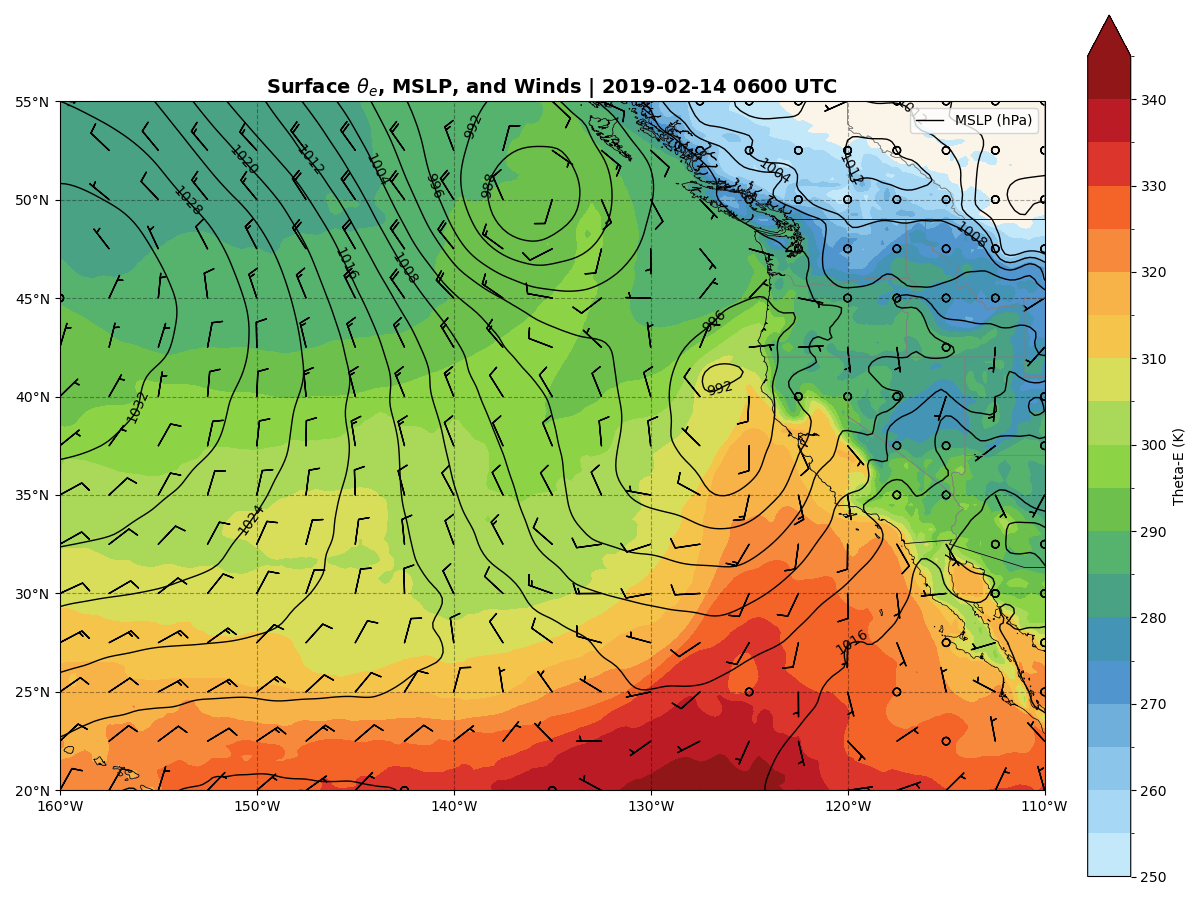 Surface θe, MSLP, and Winds | 2019-02-14 0600 UTC
MSLP (hPa)
55°N
50°N
45°N
40°N
35°N
30°N
25°N
20°N
160°W
150°W
140°W
130°W
120°W
110°W
992
1020
1012
1004
996
988
1028
1016
1008
1004
1012
1008
996
992
1032
1024
1016
340
330
320
310
300
290
280
270
260
250
Theta-E (K)